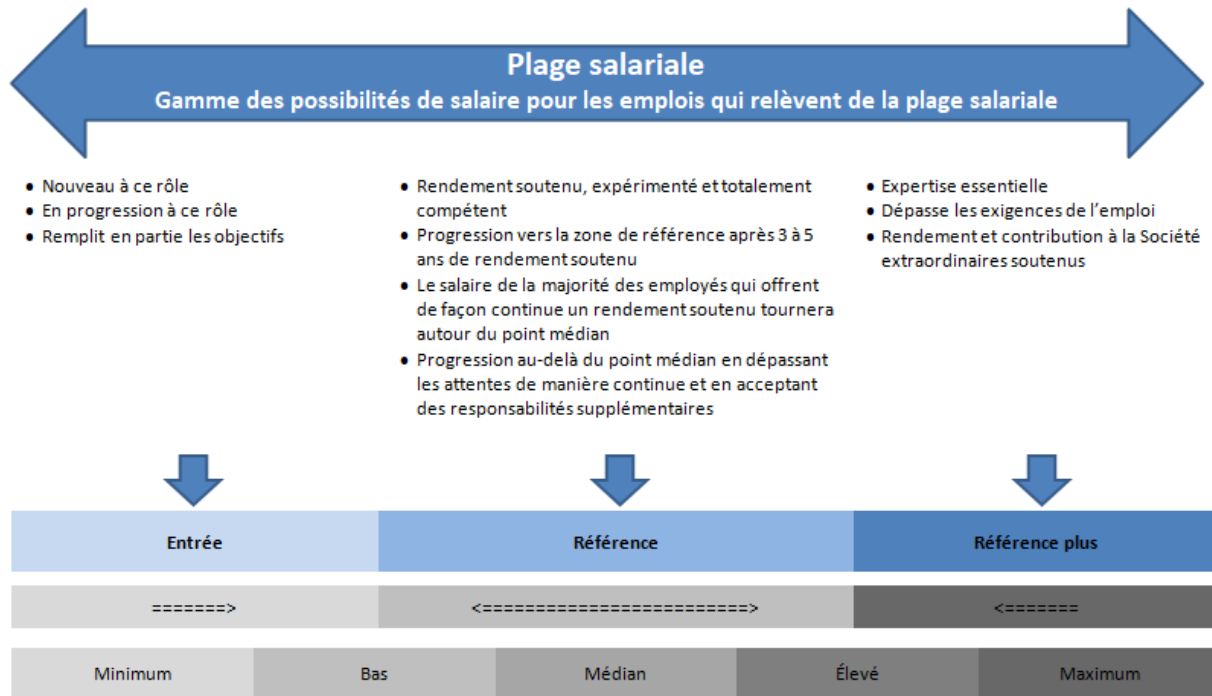 Plage salariale
Gamme des possibilités de salaire pour les emplois qui relèvent de la plage salariale
• Nouveau à ce rôle
• En progression à ce rôle
• Remplit en partie les objectifs
• Rendement soutenu, expérimenté et totalement
compétent
• Progression vers la zone de référence après 3 à 5
ans de rendement soutenu
• Le salaire de la majorité des employés qui offrent
de façon continue un rendement soutenu tournera
autour du point médian
• Progression au-delà du point médian en dépassant
les attentes de manière continue et en acceptant
des responsabilités supplémentaires
• Expertise essentielle
• Dépasse les exigences de l'emploi
• Rendement et contribution à la Société
extraordinaires soutenus
Entrée Référence Référence plus
=======> <=========================> <=======
Minimum Bas Médian Élevé Maximum